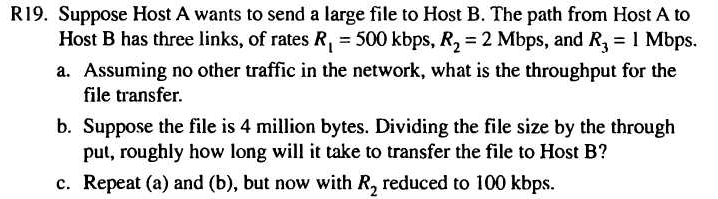 R19. Suppose Host A wants to send a large file to Host B. The path from Host A to
Host B has three links, of rates R₁ = 500 kbps, R₂ = 2 Mbps, and R₃ = 1 Mbps.
a. Assuming no other traffic in the network, what is the throughput for the
file transfer.
b. Suppose the file is 4 million bytes. Dividing the file size by the through
put, roughly how long will it take to transfer the file to Host B?
c. Repeat (a) and (b), but now with R₂ reduced to 100 kbps.